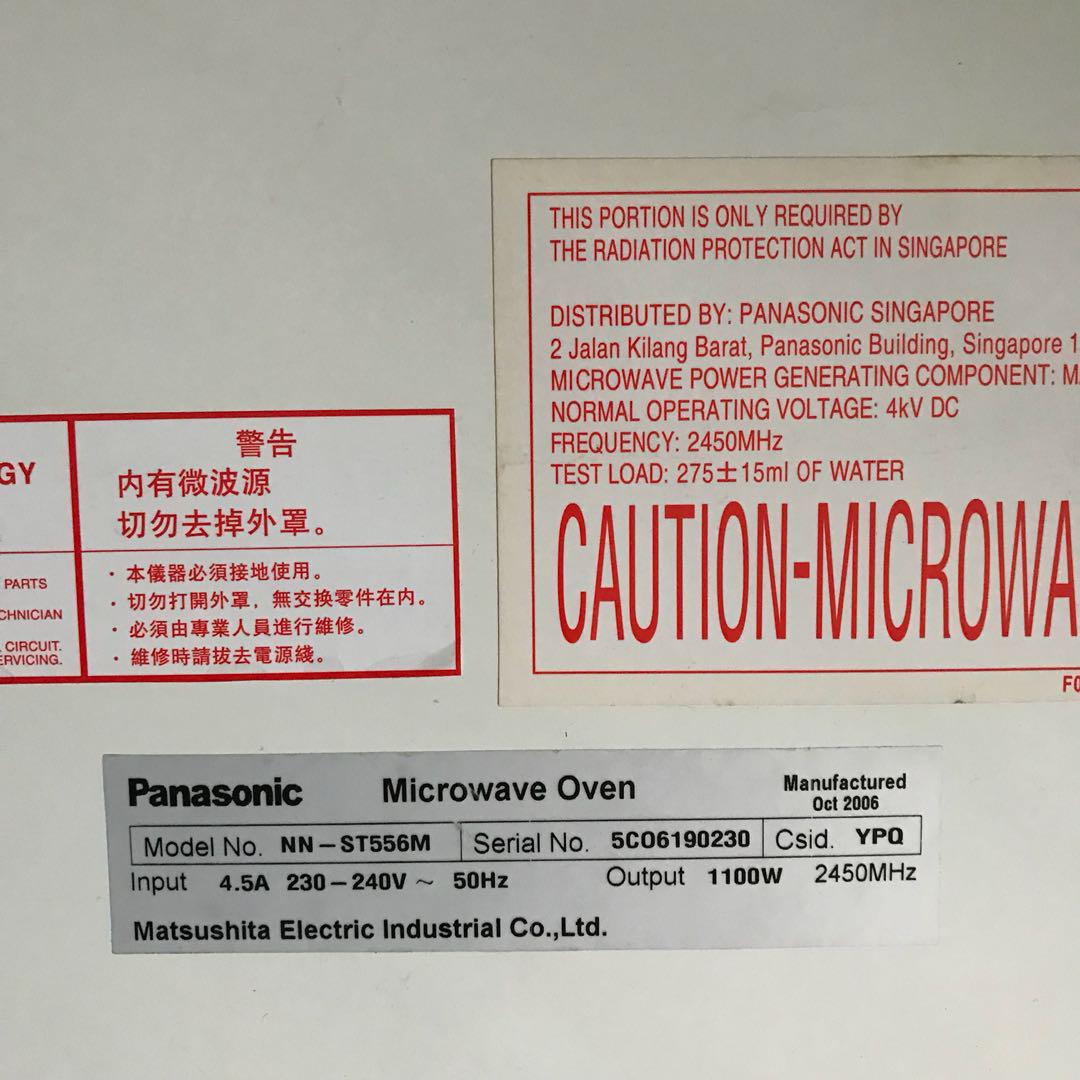 THIS PORTION IS ONLY REQUIRED BY
THE RADIATION PROTECTION ACT IN SINGAPORE
DISTRIBUTED BY: PANASONIC SINGAPORE
2 Jalan Kilang Barat, Panasonic Building, Singapore 1
MICROWAVE POWER GENERATING COMPONENT:
NORMAL OPERATING VOLTAGE: 4kV DC
FREQUENCY: 2450MHz
TEST LOAD: 275±15ml OF WATER
CAUTION-MICROWA
F0
GY
PARTS
CHNICIAN
CIRCUIT.
ERVICING.
警告
内有微波源
切勿去掉外罩。
· 本儀器必須接地使用。
· 切勿打開外罩，無交換零件在内。
· 必須由專業人員進行維修。
· 維修時請拔去電源綫。
Panasonic Microwave Oven Manufactured
Oct 2006
Model No. NN-ST556M Serial No. 5C06190230 Csid. YPQ
Input 4.5A 230-240V ~ 50Hz Output 1100W 2450MHz
Matsushita Electric Industrial Co.,Ltd.